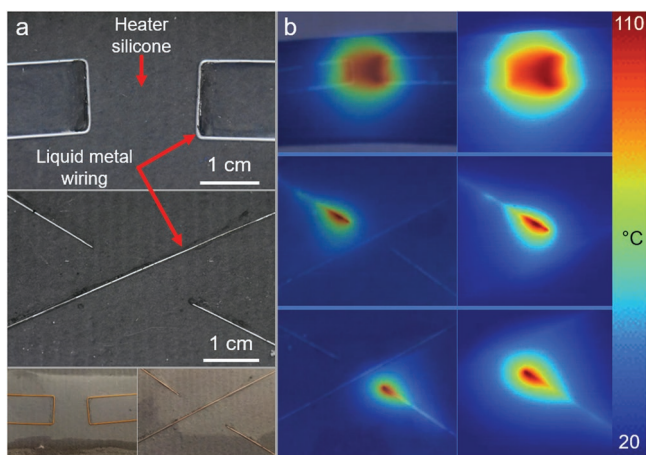 a
Heater
silicone
Liquid metal
wiring
1 cm
1 cm
b
110
°C
20